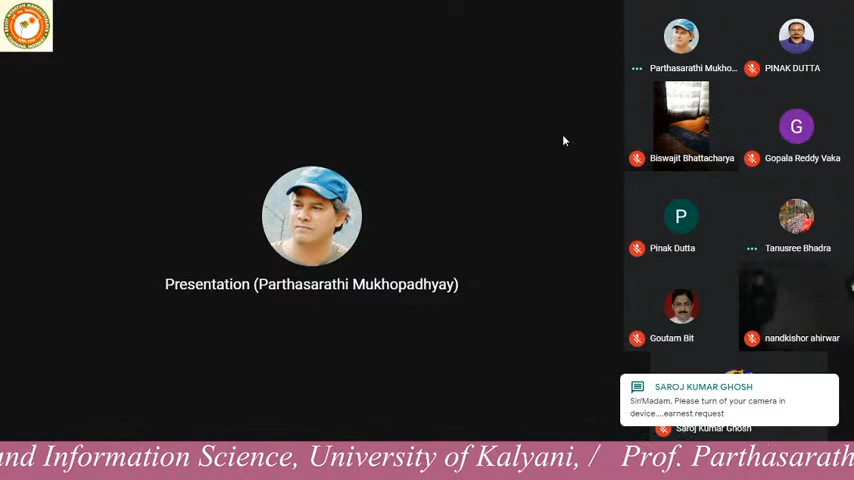 Presentation (Parthasarathi Mukhopadhyay)
Parthasarathi Mukho...
PINAK DUTTA
Biswajit Bhattacharya
G
Gopala Reddy Vaka
P
Pinak Dutta
Tanusree Bhadra
Goutam Bit
nandkishor ahirwar
SAROJ KUMAR GHOSH
Sir/Madam, Please turn of your camera in
device....earnest request
Saroj Kumar Ghosh
and Information Science, University of Kalyani, / Prof. Parthasarath